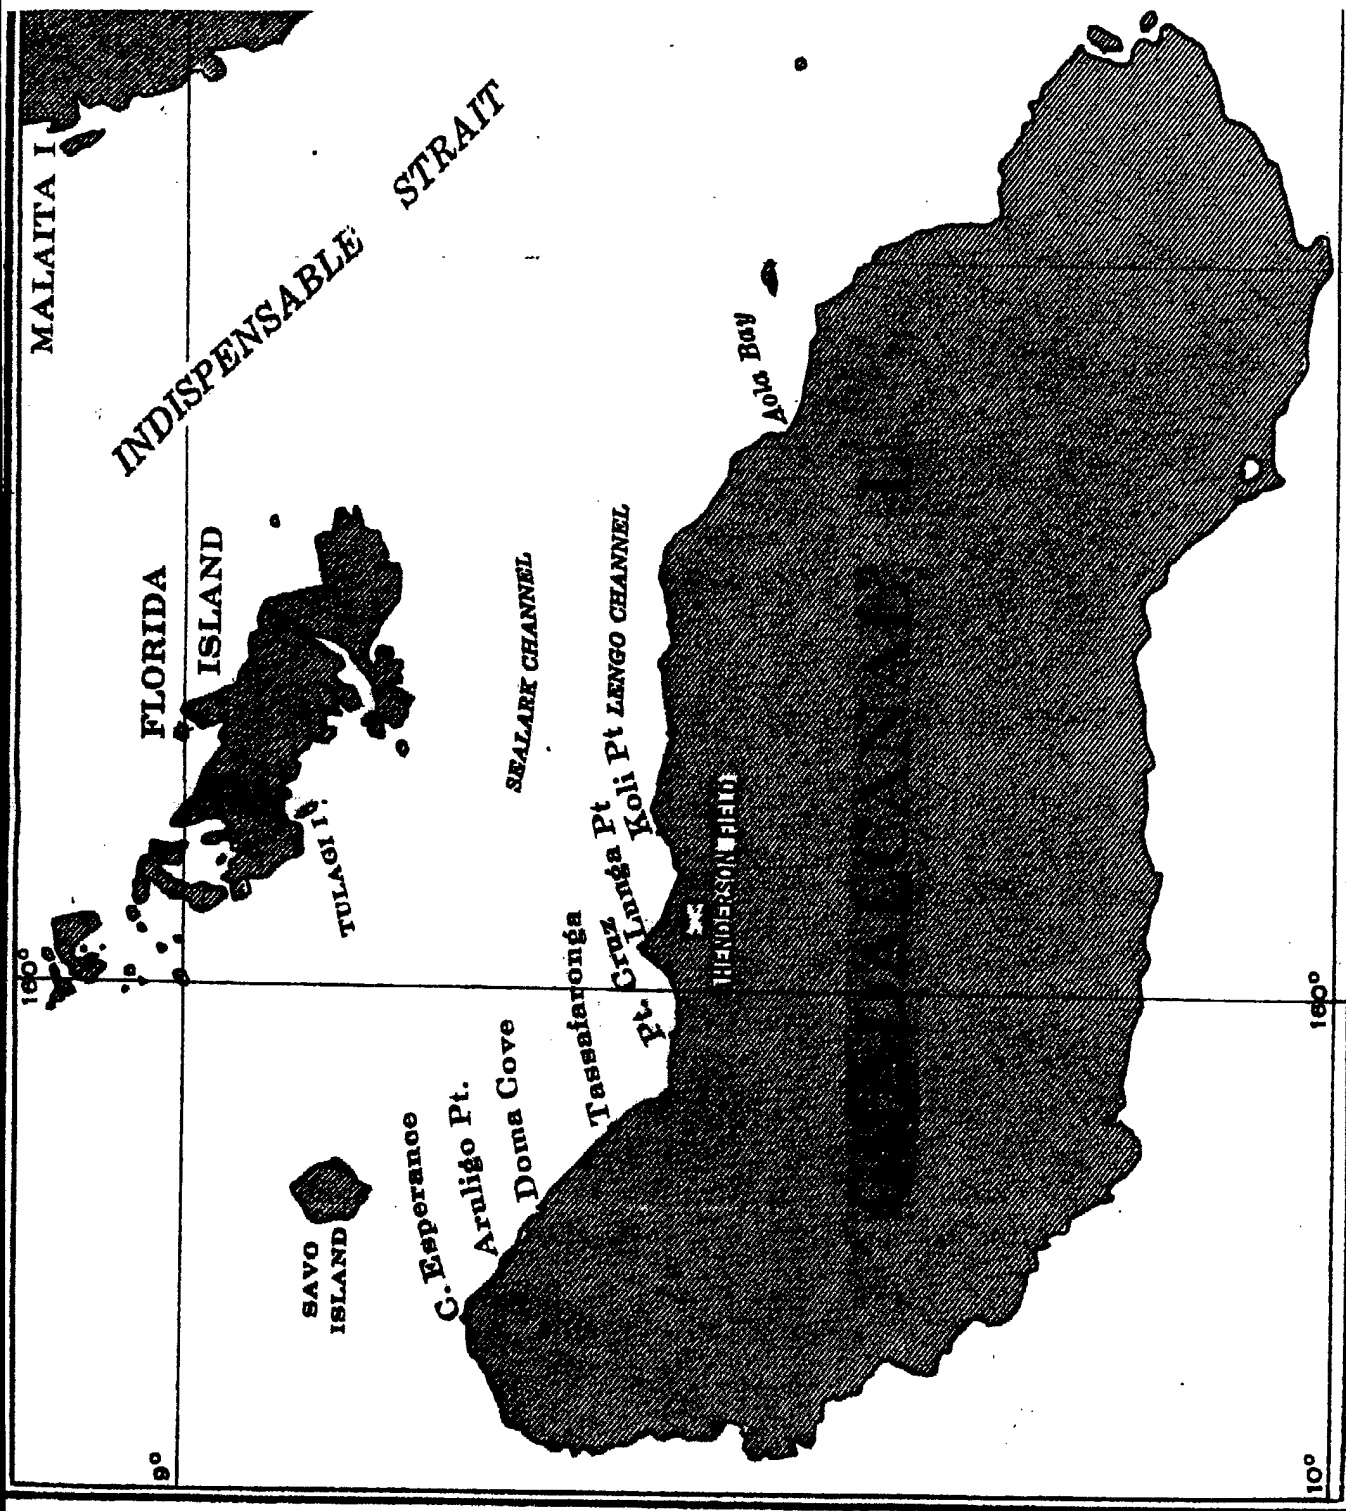 MALAITA I
INDISPENSABLE STRAIT
FLORIDA
ISLAND
SEALARK CHANNEL
LENGO CHANNEL
TULAGI I.
Aola Bay
Koli Pt
Lunga Pt
Pt. Cruz
Tassafaronga
Doma Cove
Aruligo Pt.
C. Esperance
SAVO
ISLAND
HENDERSON FIELD
GUADALCANAL I.
160°
160°
9°
10°